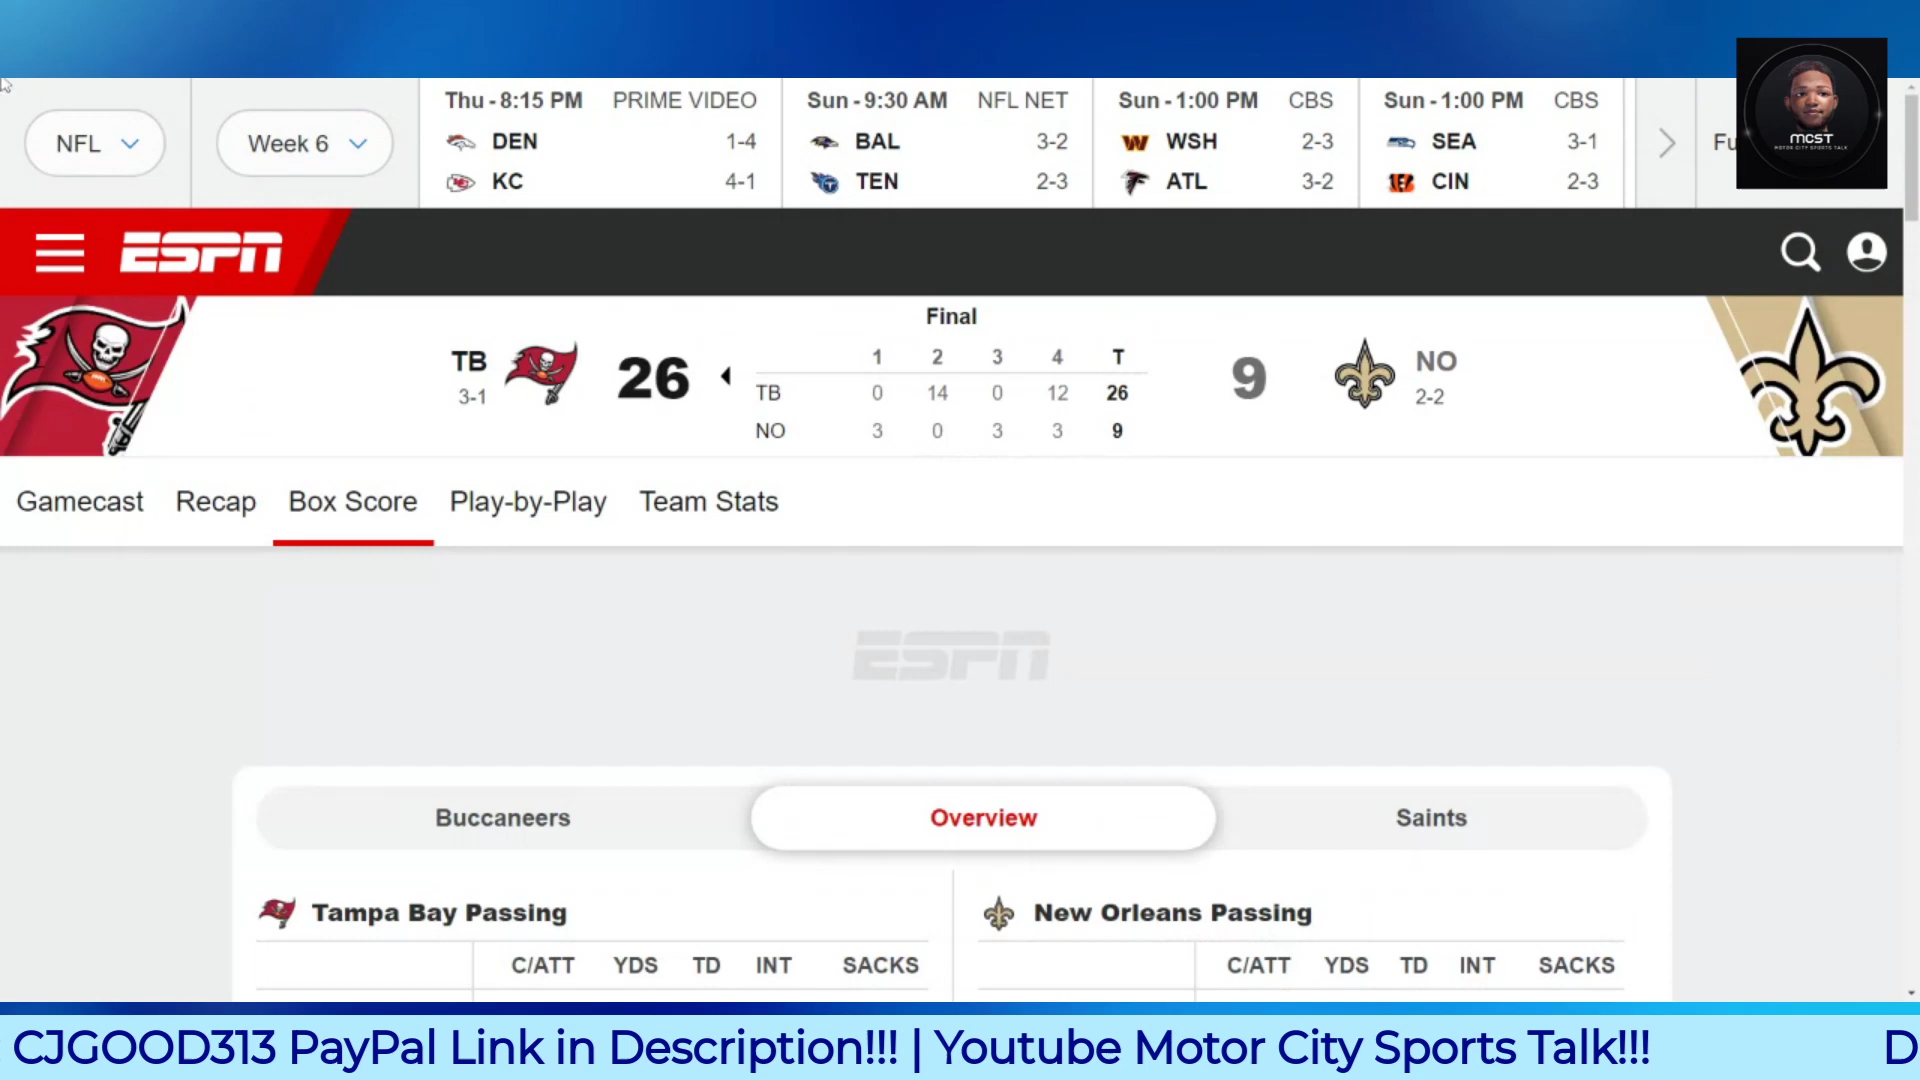 NFL
Week 6
Thu - 8:15 PM PRIME VIDEO
DEN 1-4
KC 4-1
Sun - 9:30 AM NFL NET
BAL 3-2
TEN 2-3
Sun - 1:00 PM CBS
WSH 2-3
ATL 3-2
Sun - 1:00 PM CBS
SEA 3-1
CIN 2-3
Fu
MCST
MOTOR CITY SPORTS TALK
ESPN
Final
TB
3-1
26
1 2 3 4 T
TB 0 14 0 12 26
NO 3 0 3 3 9
9
NO
2-2
Gamecast Recap Box Score Play-by-Play Team Stats
ESPN
Buccaneers Overview Saints
Tampa Bay Passing
C/ATT YDS TD INT SACKS
New Orleans Passing
C/ATT YDS TD INT SACKS
CJGOOD313 PayPal Link in Description!!! | Youtube Motor City Sports Talk!!! D